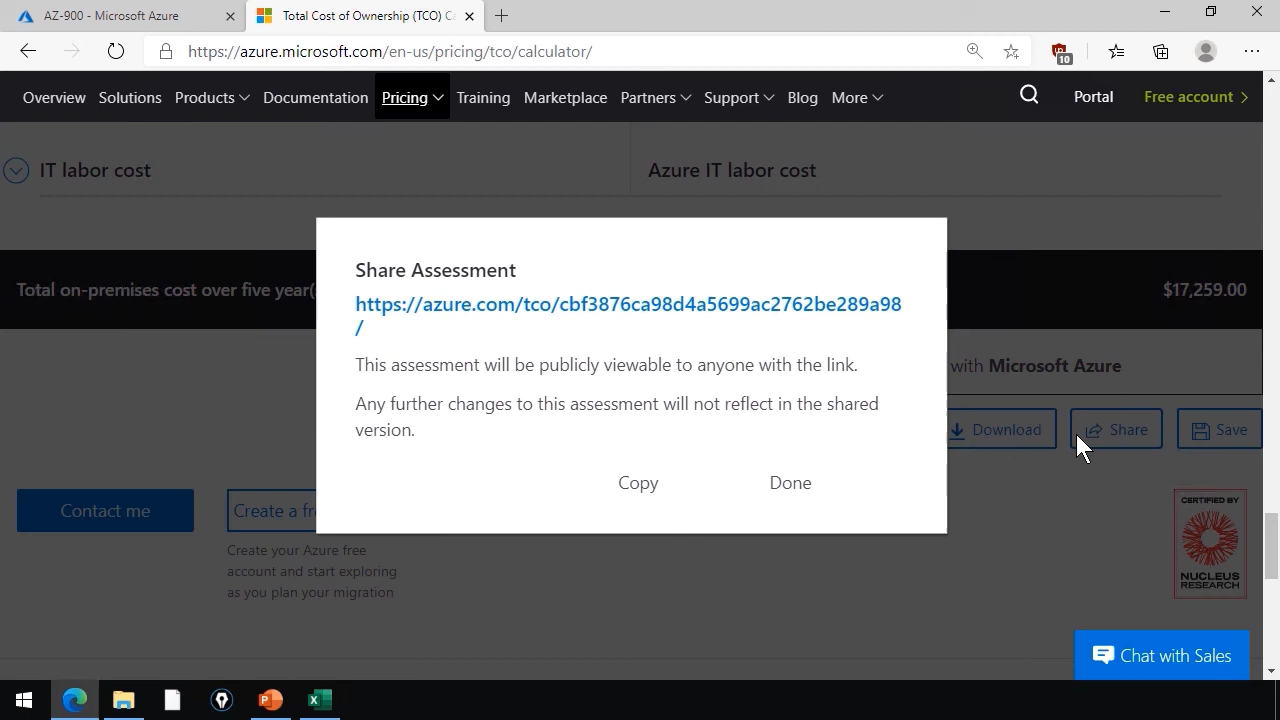 AZ-900 - Microsoft Azure
Total Cost of Ownership (TCO) Ca
https://azure.microsoft.com/en-us/pricing/tco/calculator/
10
Overview Solutions Products Documentation Pricing Training Marketplace Partners Support Blog More Portal Free account
IT labor cost Azure IT labor cost
Total on-premises cost over five year(s $17,259.00
Share Assessment
https://azure.com/tco/cbf3876ca98d4a5699ac2762be289a98
/
This assessment will be publicly viewable to anyone with the link.
with Microsoft Azure
Any further changes to this assessment will not reflect in the shared
version.
Download Share Save
Copy Done
Contact me Create a fr
Create your Azure free
account and start exploring
as you plan your migration
CERTIFIED BY
NUCLEUS
RESEARCH
Chat with Sales